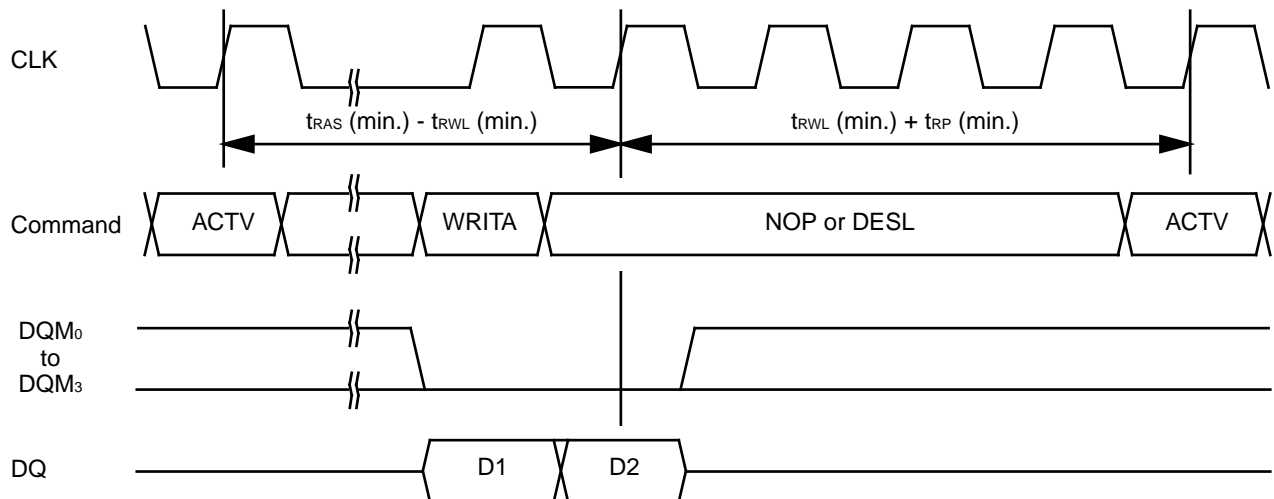 CLK
tRAS (min.) - tRWL (min.)
tRWL (min.) + tRP (min.)
Command
ACTV
WRITA
NOP or DESL
ACTV
DQM0
to
DQM3
DQ
D1
D2